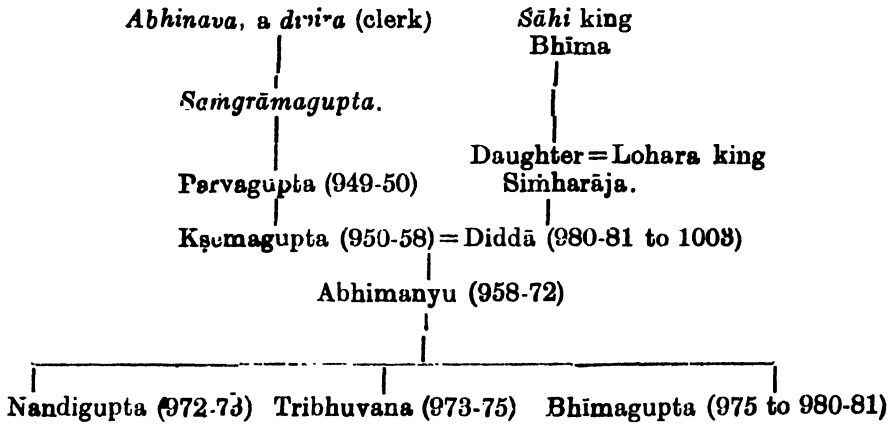 Abhinava, a divira (clerk) Śāhi king
Bhīma
Saṁgrāmagupta.
Daughter = Lohara king
Parvagupta (949-50) Siṁharāja.
Kṣemagupta (950-58) = Diddā (980-81 to 1003)
Abhimanyu (958-72)
Nandigupta (972-73) Tribhuvana (973-75) Bhīmagupta (975 to 980-81)